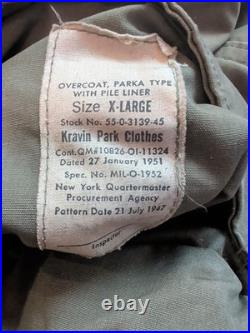 OVERCOAT, PARKA TYPE
WITH PILE LINER
Size X-LARGE
Stock No. 55-0-3139-45
Kravin Park Clothes
Cont.QM#10826-OI-11324
Dated 27 January 1951
Spec. No. MIL-O-1952
New York Quartermaster
Procurement Agency
Pattern Date 21 July 1947
Inspector